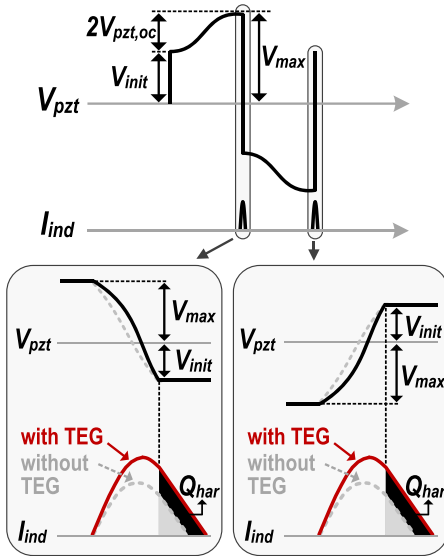 2V_pzt,oc
V_init
V_max
V_pzt
I_ind
V_max
V_pzt
V_init
with TEG
without
TEG
Q_har
I_ind
V_init
V_pzt
V_max
with TEG
without
TEG
Q_har
I_ind